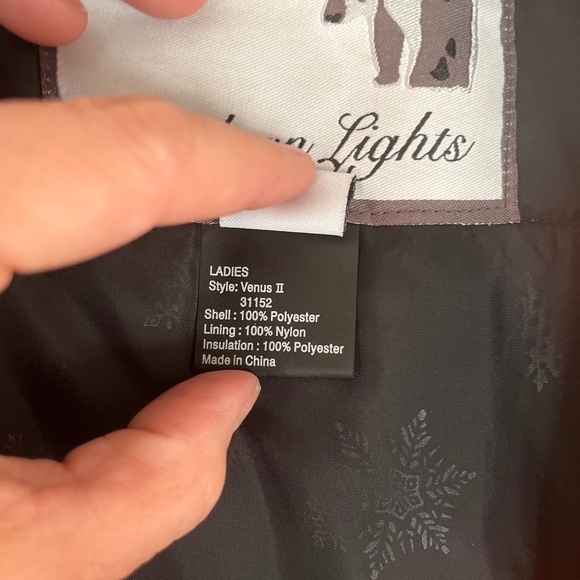 Lights
LADIES
Style: Venus II
31152
Shell : 100% Polyester
Lining : 100% Nylon
Insulation : 100% Polyester
Made in China